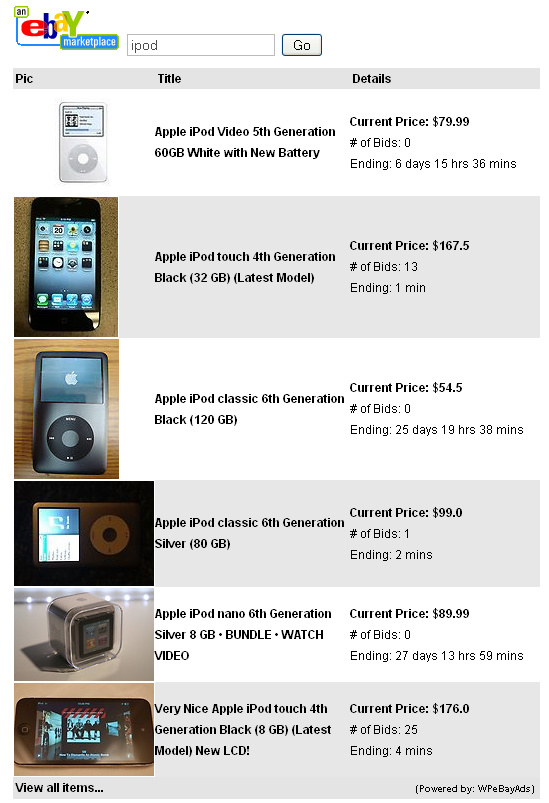 an
ebay
marketplace
ipod
Go
Pic Title Details
Apple iPod Video 5th Generation
60GB White with New Battery
Current Price: $79.99
# of Bids: 0
Ending: 6 days 15 hrs 36 mins
Apple iPod touch 4th Generation
Black (32 GB) (Latest Model)
Current Price: $167.5
# of Bids: 13
Ending: 1 min
MENU
Apple iPod classic 6th Generation
Black (120 GB)
Current Price: $54.5
# of Bids: 0
Ending: 25 days 19 hrs 38 mins
Apple iPod classic 6th Generation
Silver (80 GB)
Current Price: $99.0
# of Bids: 1
Ending: 2 mins
Apple iPod nano 6th Generation
Silver 8 GB • BUNDLE • WATCH
VIDEO
Current Price: $89.99
# of Bids: 0
Ending: 27 days 13 hrs 59 mins
Very Nice Apple iPod touch 4th
Generation Black (8 GB) (Latest
Model) New LCD!
Current Price: $176.0
# of Bids: 25
Ending: 4 mins
View all items...
(Powered by: WPeBayAds)